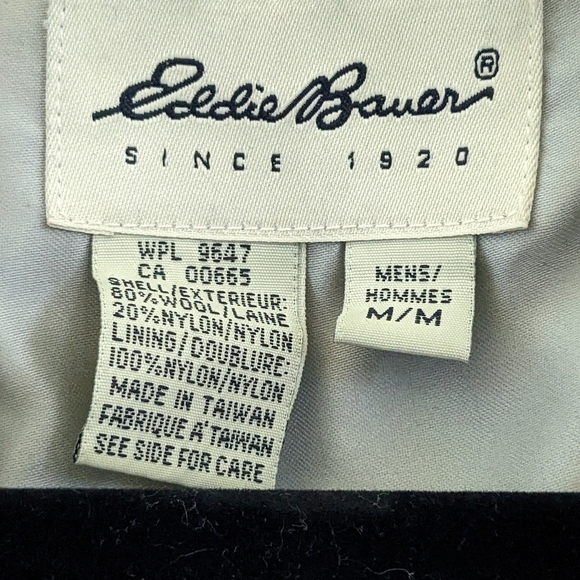 Eddie Bauer®
SINCE 1920
WPL 9647
CA 00665
SHELL/EXTERIEUR:
80%WOOL/LAINE
20%NYLON/NYLON
LINING/DOUBLURE:
100%NYLON/NYLON
MADE IN TAIWAN
FABRIQUE A'TAIWAN
SEE SIDE FOR CARE
MENS/
HOMMES
M/M